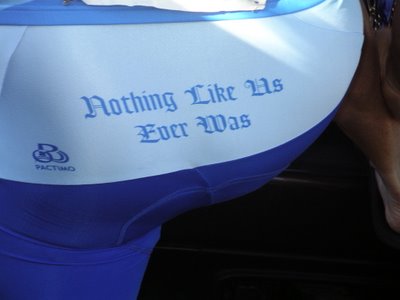 Nothing Like Us
Ever Was
PACTIMO